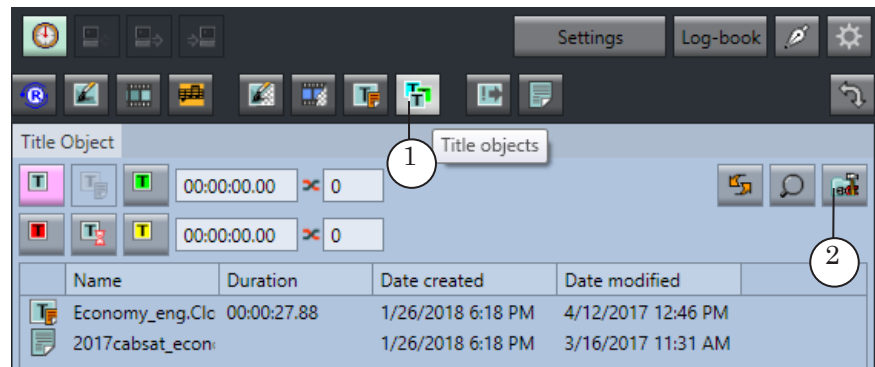 Settings Log-book
R T T T T
1
Title objects
Title Object
T T T 00:00:00.00 0 edit
T T T 00:00:00.00 0
2
Name Duration Date created Date modified
T Economy_eng.Clo 00:00:27.88 1/26/2018 6:18 PM 4/12/2017 12:46 PM
2017cabsat_econ 1/26/2018 6:18 PM 3/16/2017 11:31 AM